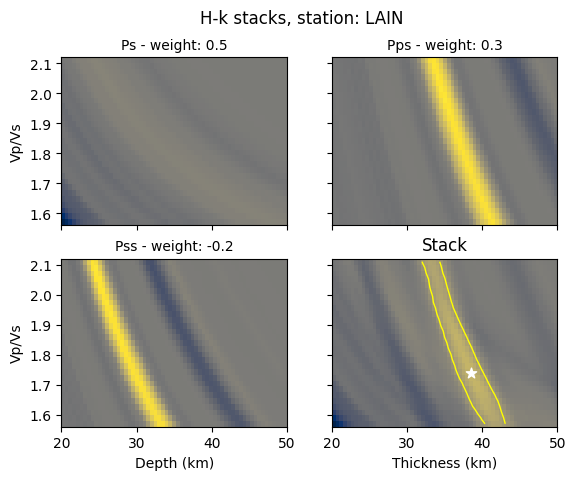 H-k stacks, station: LAIN
Ps - weight: 0.5
Pps - weight: 0.3
2.1
2.0
1.9
1.8
1.7
1.6
Vp/Vs
Pss - weight: -0.2
Stack
2.1
2.0
1.9
1.8
1.7
1.6
Vp/Vs
20
30
40
50
20
30
40
50
Depth (km)
Thickness (km)